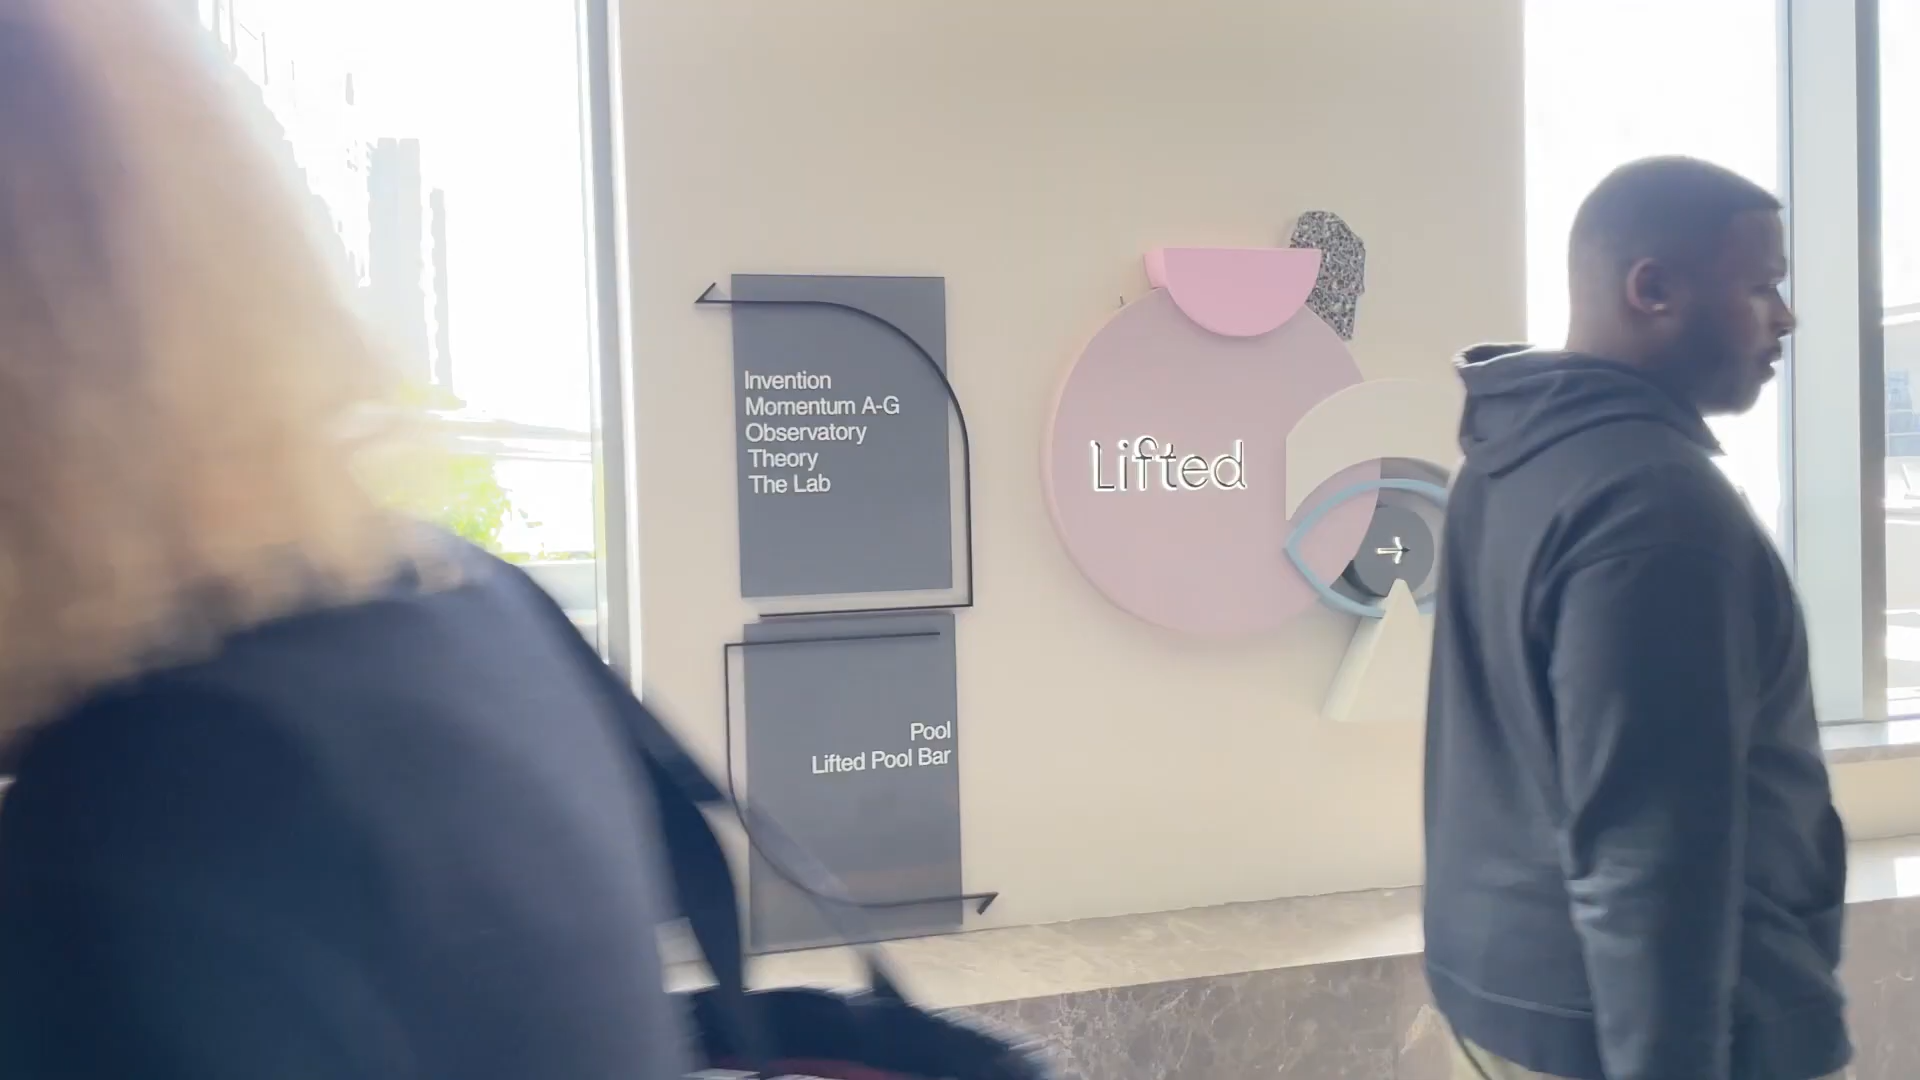 Invention
Momentum A-G
Observatory
Theory
The Lab
Pool
Lifted Pool Bar
Lifted